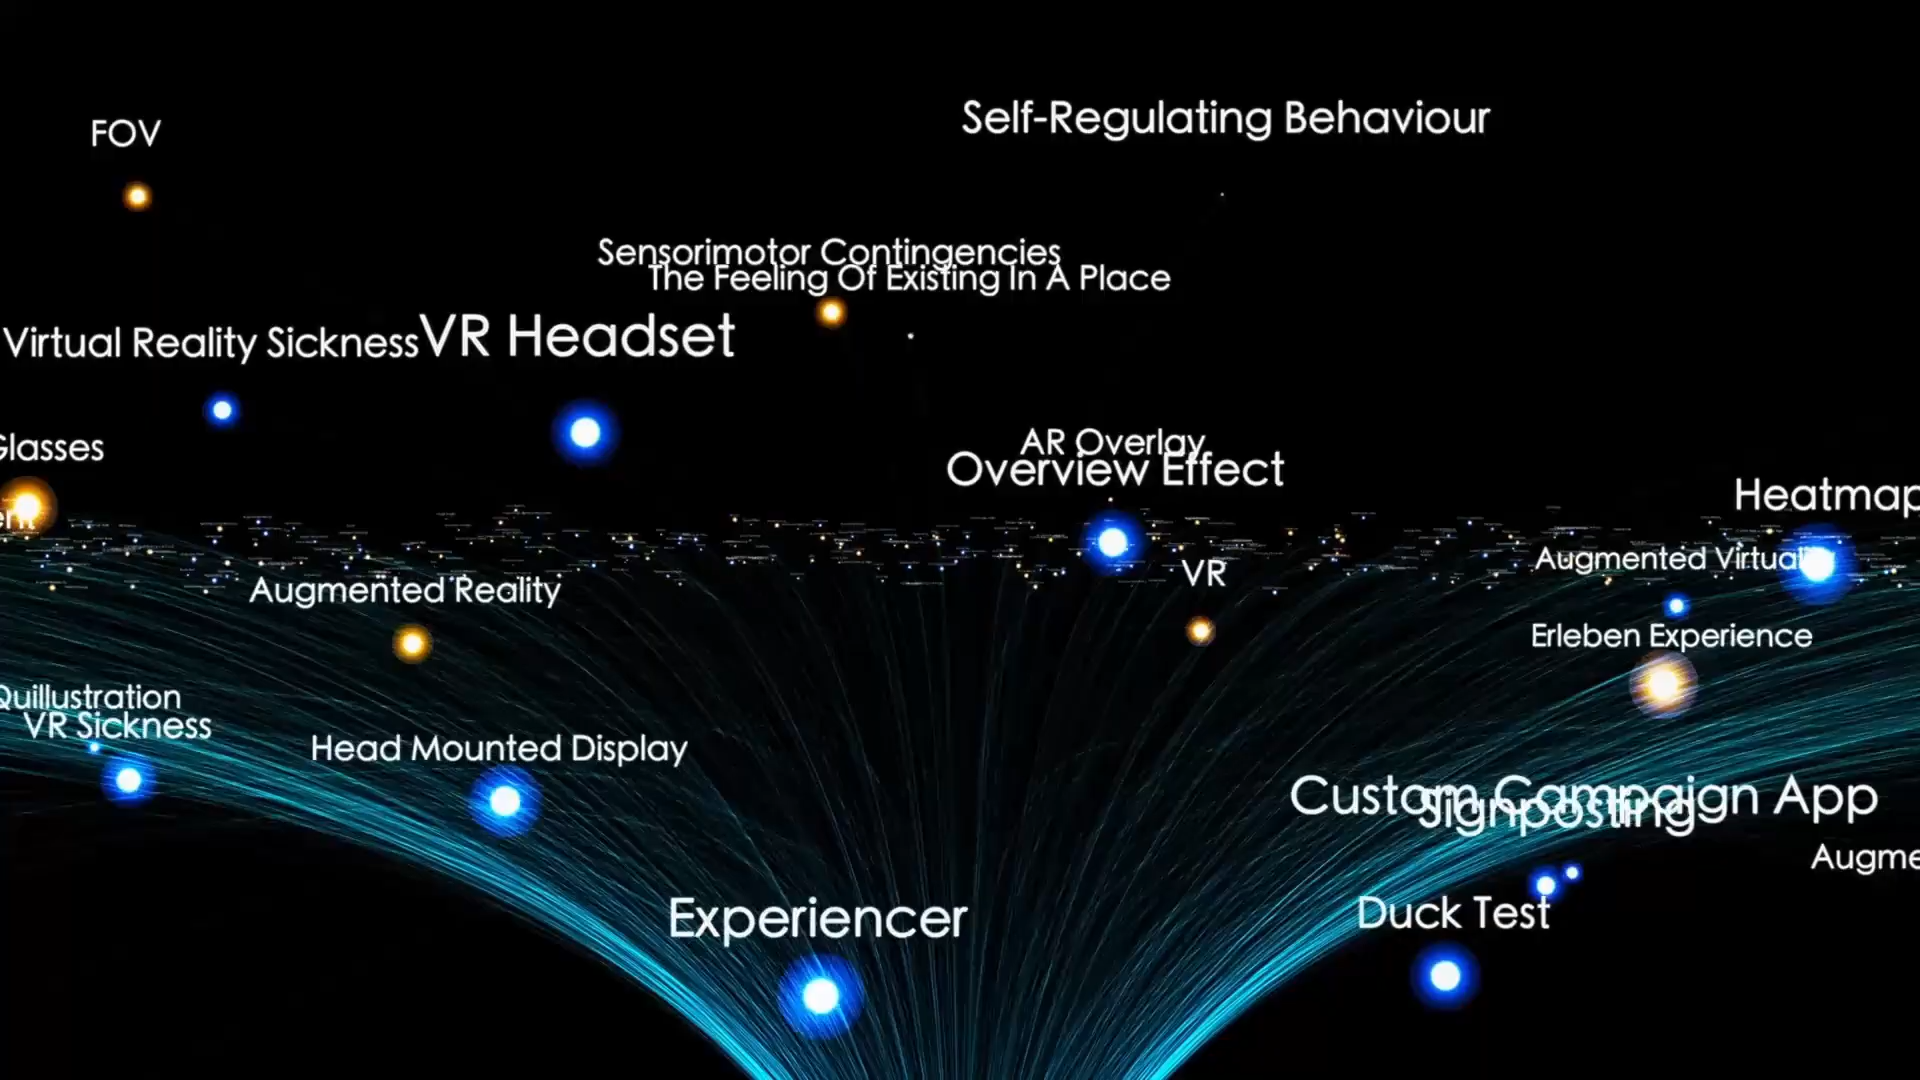 Self-Regulating Behaviour
FOV
Sensorimotor Contingencies
The Feeling Of Existing In A Place
Virtual Reality Sickness
VR Headset
AR Overlay
Glasses
Overview Effect
Heatmap
Augmented Virtuality
VR
Augmented Reality
Erleben Experience
Quillustration
VR Sickness
Head Mounted Display
Custom Campaign App
Signposting
Augme
Experiencer
Duck Test